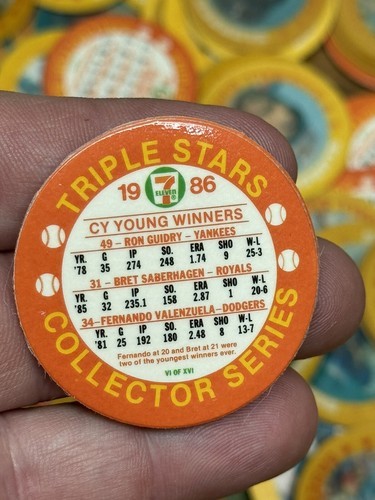 TRIPLE STARS
19 7 ELEVEN ® 86
CY YOUNG WINNERS
49 – RON GUIDRY – YANKEES
YR. G IP SO. ERA SHO W-L
'78 35 274 248 1.74 9 25-3
31 – BRET SABERHAGEN – ROYALS
YR. G IP SO. ERA SHO W-L
'85 32 235.1 158 2.87 1 20-6
34–FERNANDO VALENZUELA–DODGERS
YR. G IP SO. ERA SHO W-L
'81 25 192 180 2.48 8 13-7
Fernando at 20 and Bret at 21 were
two of the youngest winners ever.
VI OF XVI
COLLECTOR SERIES